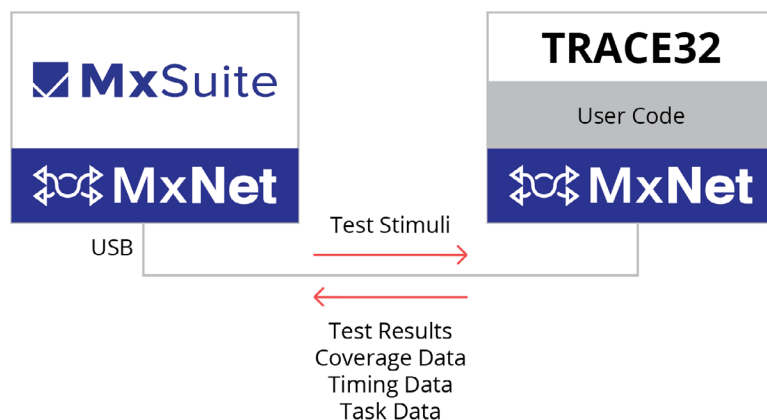 MxSuite
MxNet
TRACE32
User Code
MxNet
USB
Test Stimuli
Test Results
Coverage Data
Timing Data
Task Data